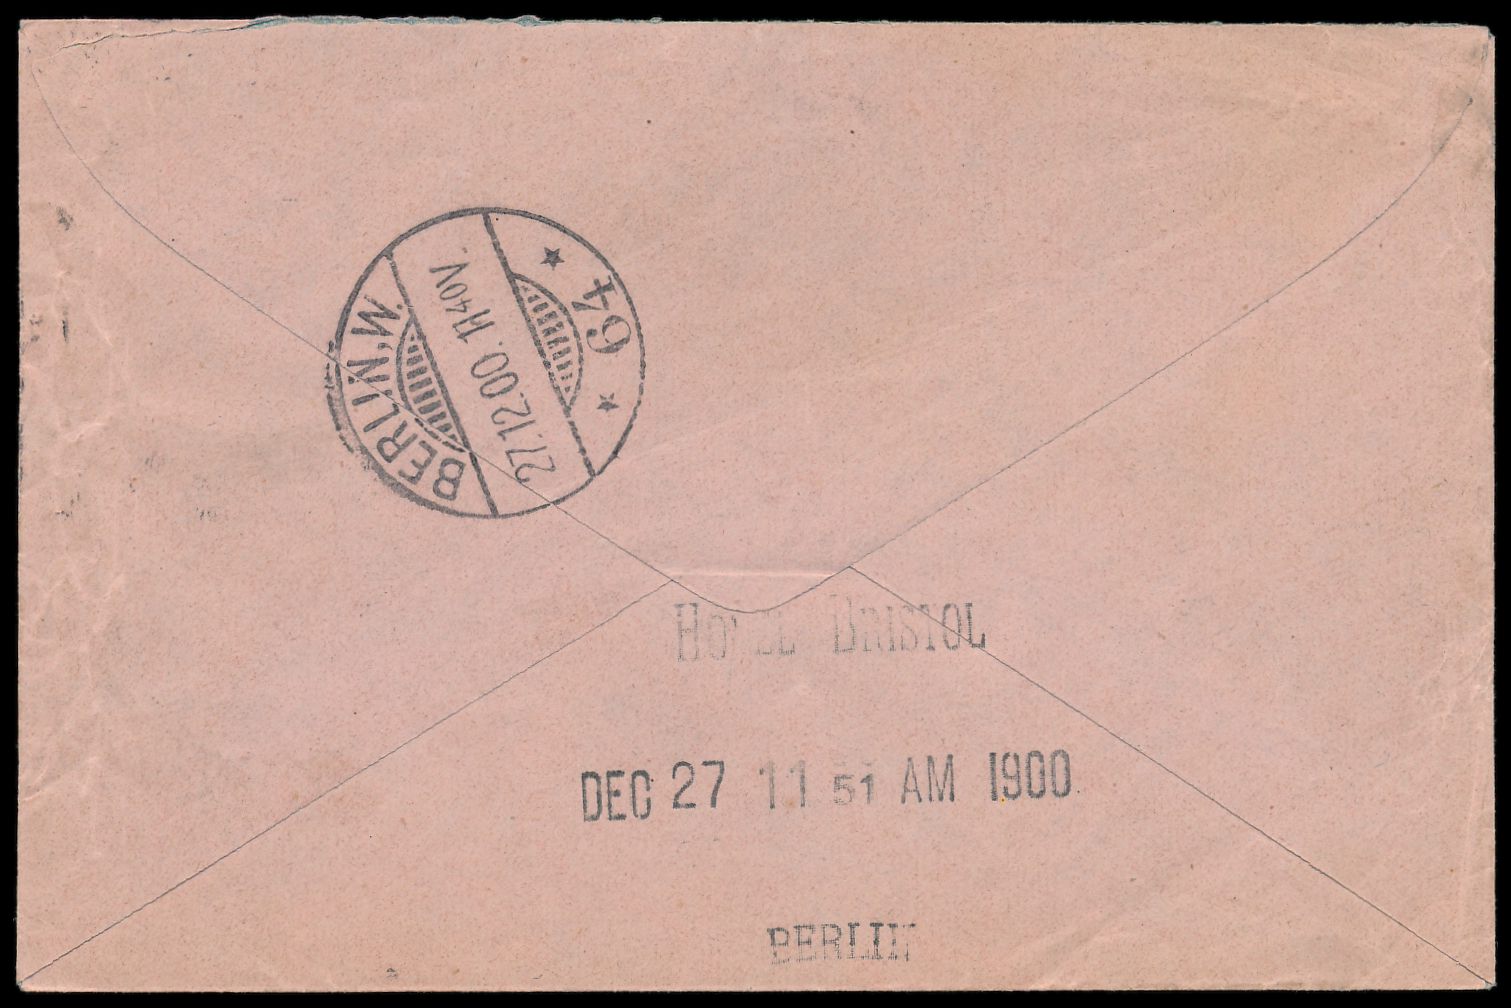 BERLIN, W.
27.12.00. 11 40V.
* 64 *
HOTEL BRISTOL
DEC 27 11 51 AM 1900
BERLIN